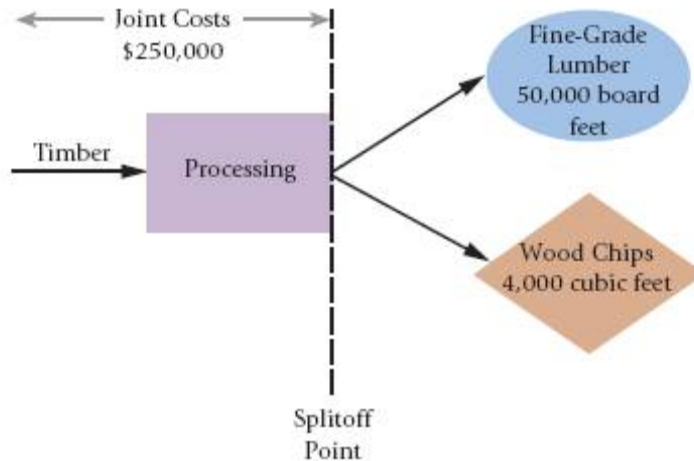 Joint Costs
$250,000
Timber
Processing
Fine-Grade
Lumber
50,000 board
feet
Wood Chips
4,000 cubic feet
Splitoff
Point